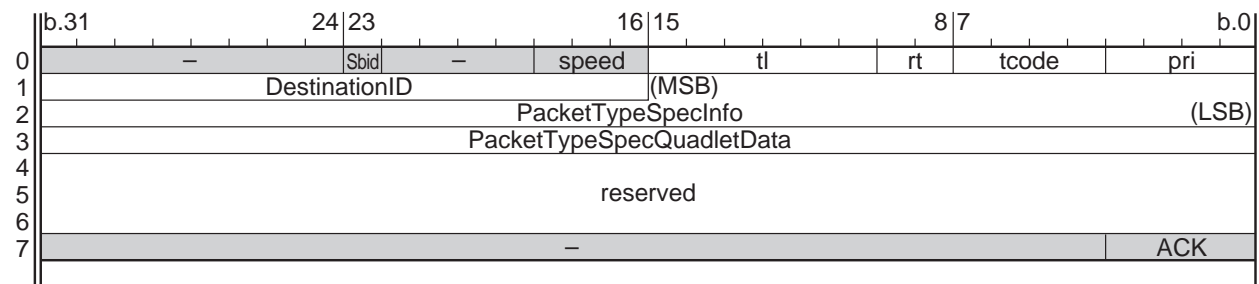 b.31 24 23 16 15 8 7 b.0
0 – Sbid – speed tl rt tcode pri
1 DestinationID (MSB)
2 PacketTypeSpecInfo (LSB)
3 PacketTypeSpecQuadletData
4
5 reserved
6
7 – ACK